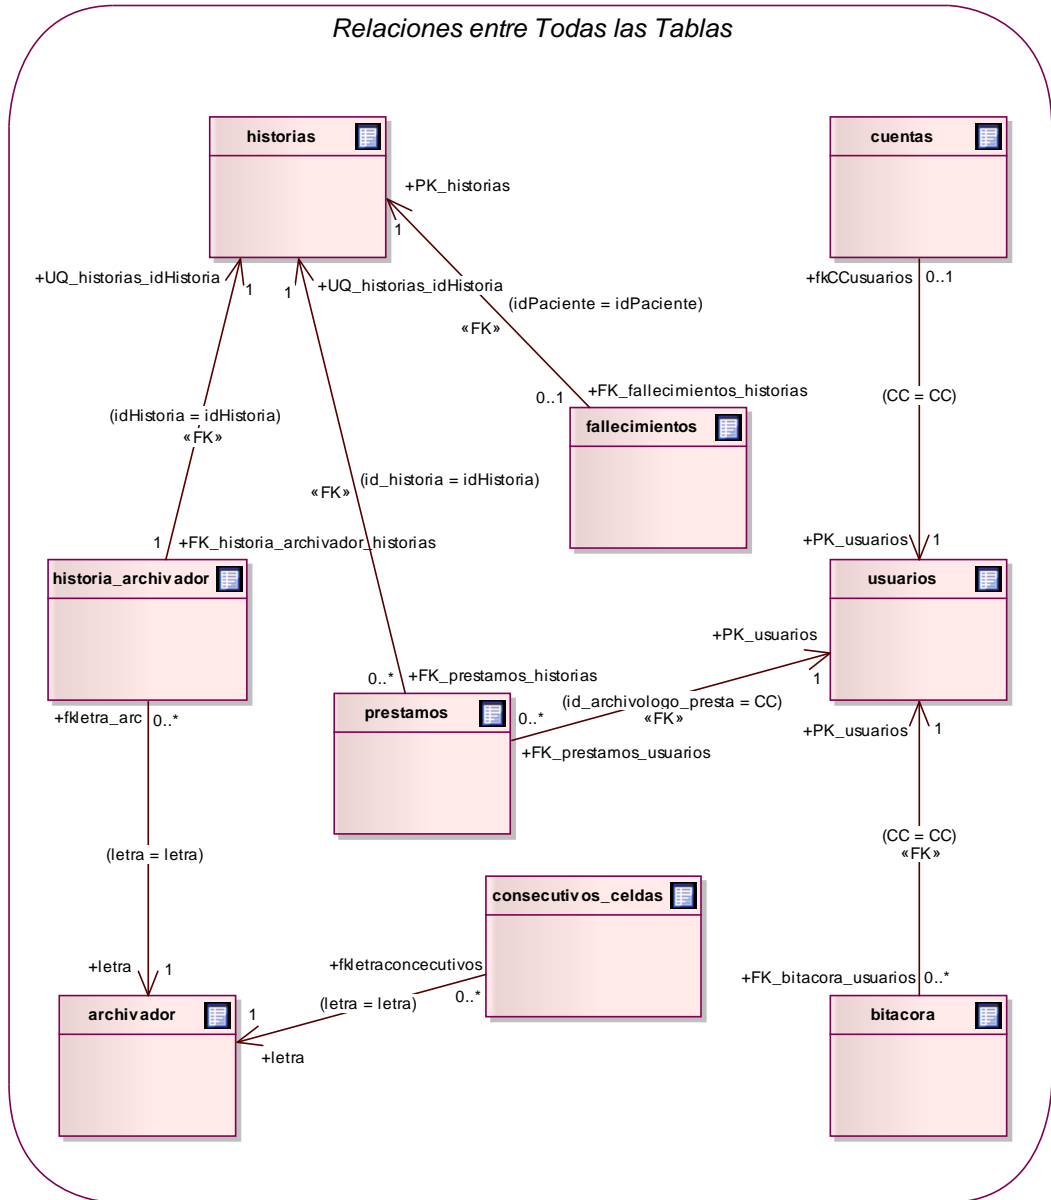 Relaciones entre Todas las Tablas
historias
cuentas
+PK_historias
1
+UQ_historias_idHistoria
1
1
+UQ_historias_idHistoria
+fkCCusuarios
0..1
(idPaciente = idPaciente)
«FK»
0..1
+FK_fallecimientos_historias
(CC = CC)
(idHistoria = idHistoria)
«FK»
fallecimientos
(id_historia = idHistoria)
«FK»
1
+FK_historia_archivador_historias
+PK_usuarios
1
historia_archivador
usuarios
+PK_usuarios
1
0..*
+FK_prestamos_historias
(id_archivologo_presta = CC)
«FK»
+fkletra_arc
0..*
prestamos
0..*
+FK_prestamos_usuarios
+PK_usuarios
1
(CC = CC)
«FK»
(letra = letra)
consecutivos_celdas
+fkletraconcecutivos
0..*
+letra
1
(letra = letra)
1
+letra
+FK_bitacora_usuarios
0..*
archivador
bitacora